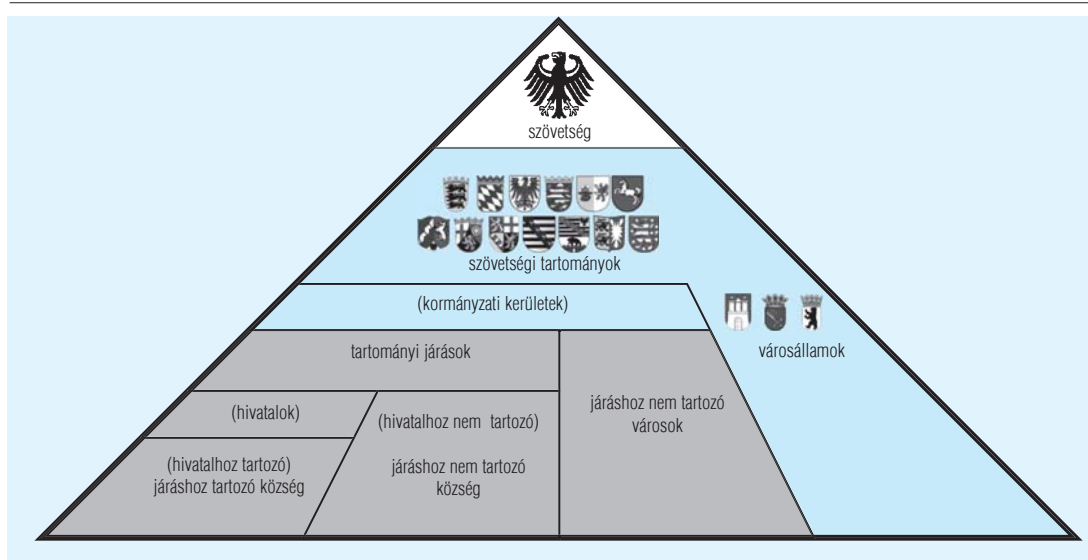 szövetség
szövetségi tartományok
(kormányzati kerületek)
városállamok
tartományi járások
járáshoz nem tartozó
városok
(hivatalok)
(hivatalhoz nem tartozó)
járáshoz nem tartozó
község
(hivatalhoz tartozó)
járáshoz tartozó község